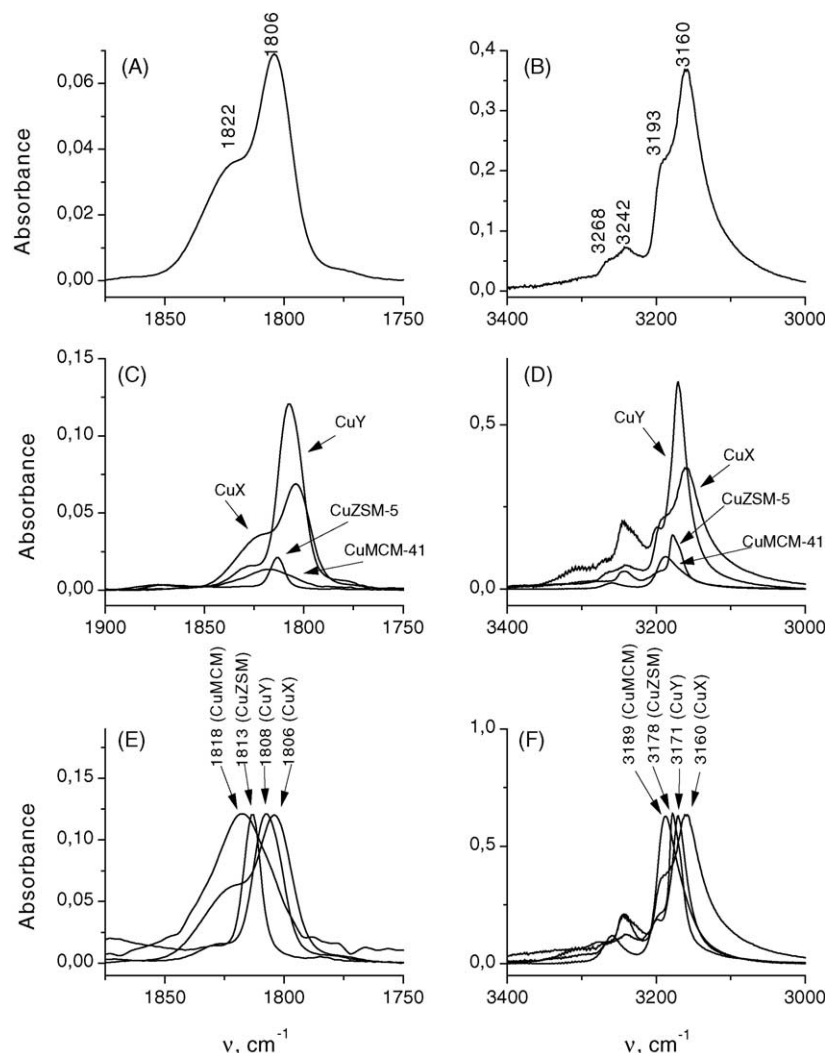 (A)
1806
1822
Absorbance
0,06
0,04
0,02
0,00
1850
1800
1750
(B)
3160
3193
3242
3268
0,4
0,3
0,2
0,1
0,0
3400
3200
3000
(C)
CuY
CuX
CuZSM-5
CuMCM-41
Absorbance
0,15
0,10
0,05
0,00
1900
1850
1800
1750
(D)
CuY
CuX
CuZSM-5
CuMCM-41
0,5
0,0
3400
3200
3000
(E)
1818 (CuMCM)
1813 (CuZSM)
1808 (CuY)
1806 (CuX)
Absorbance
0,15
0,10
0,05
0,00
1850
1800
1750
ν, cm-1
(F)
3189 (CuMCM)
3178 (CuZSM)
3171 (CuY)
3160 (CuX)
1,0
0,5
0,0
3400
3200
3000
ν, cm-1